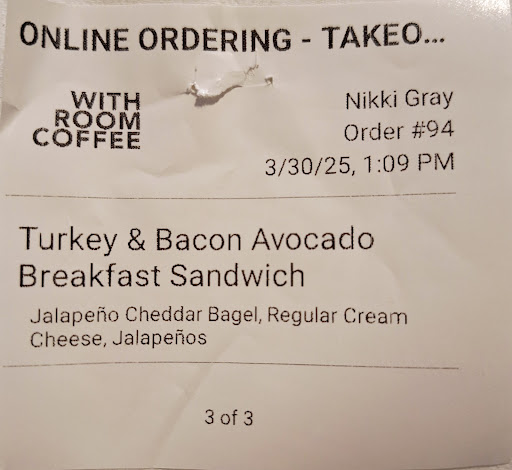 ONLINE ORDERING - TAKEO...
WITH
ROOM
COFFEE
Nikki Gray
Order #94
3/30/25, 1:09 PM
Turkey & Bacon Avocado
Breakfast Sandwich
Jalapeño Cheddar Bagel, Regular Cream
Cheese, Jalapeños
3 of 3